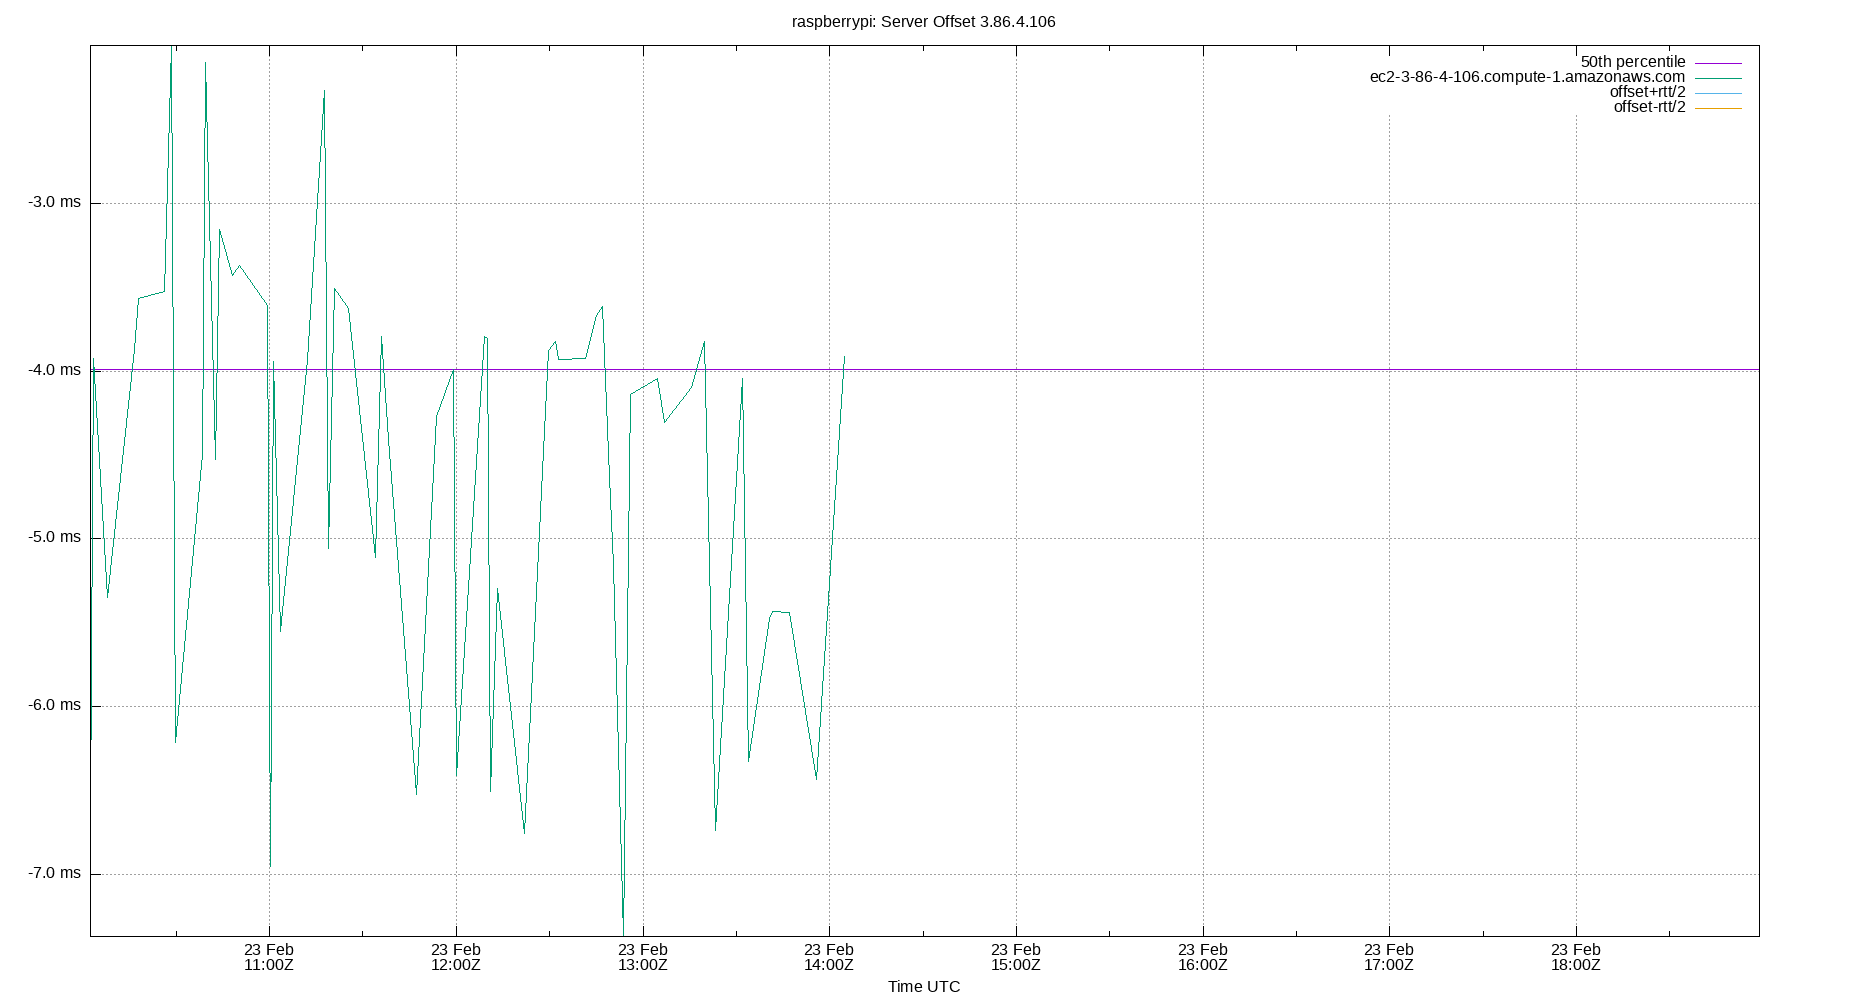 raspberrypi: Server Offset 3.86.4.106
50th percentile
ec2-3-86-4-106.compute-1.amazonaws.com
offset+rtt/2
offset-rtt/2
-3.0 ms
-4.0 ms
-5.0 ms
-6.0 ms
-7.0 ms
23 Feb 23 Feb 23 Feb 23 Feb 23 Feb 23 Feb 23 Feb 23 Feb
11:00Z 12:00Z 13:00Z 14:00Z 15:00Z 16:00Z 17:00Z 18:00Z
Time UTC